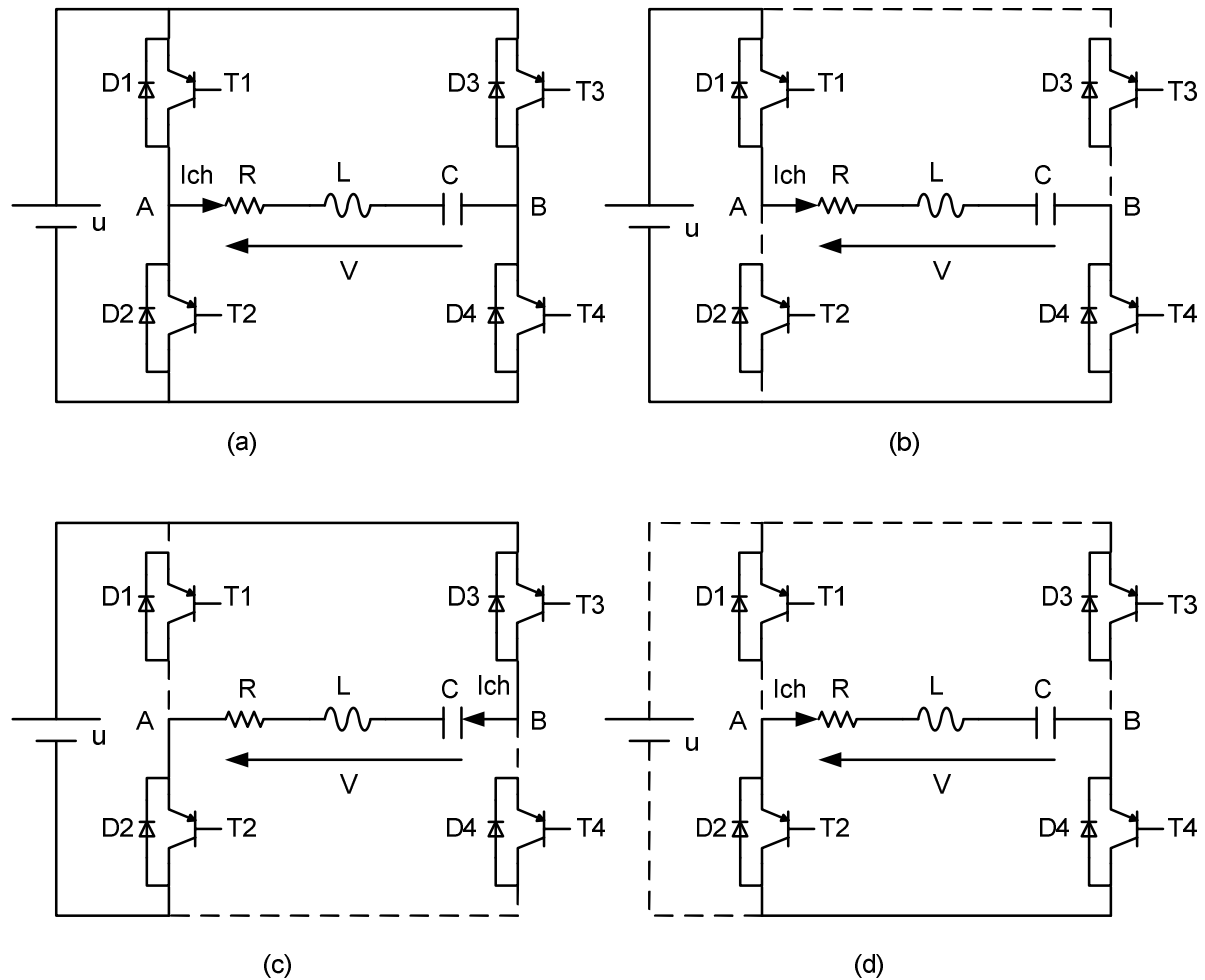 D1 T1 D3 T3
Ich R L C
A B
u
V
D2 T2 D4 T4
(a)
D1 T1 D3 T3
Ich R L C
A B
u
V
D2 T2 D4 T4
(b)
D1 T1 D3 T3
R L C Ich
A B
u
V
D2 T2 D4 T4
(c)
D1 T1 D3 T3
Ich R L C
A B
u
V
D2 T2 D4 T4
(d)